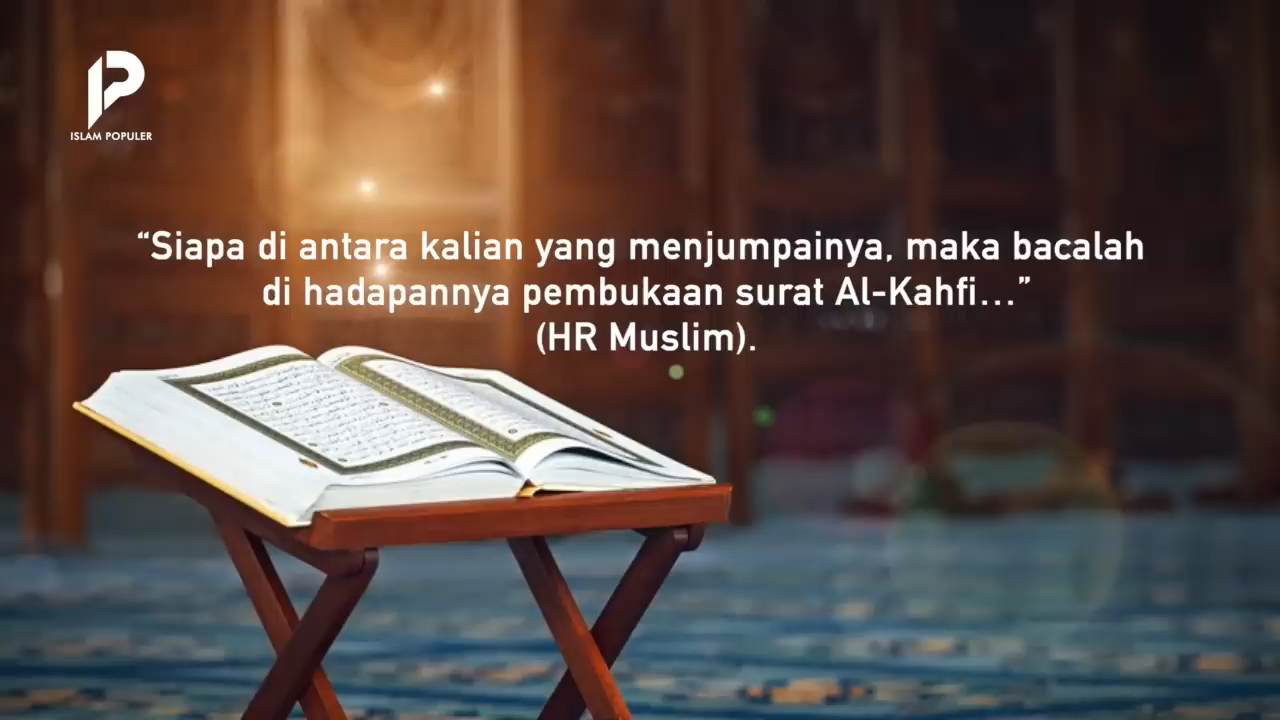 ISLAM POPULER
“Siapa di antara kalian yang menjumpainya, maka bacalah
di hadapannya pembukaan surat Al-Kahfi...”
(HR Muslim).